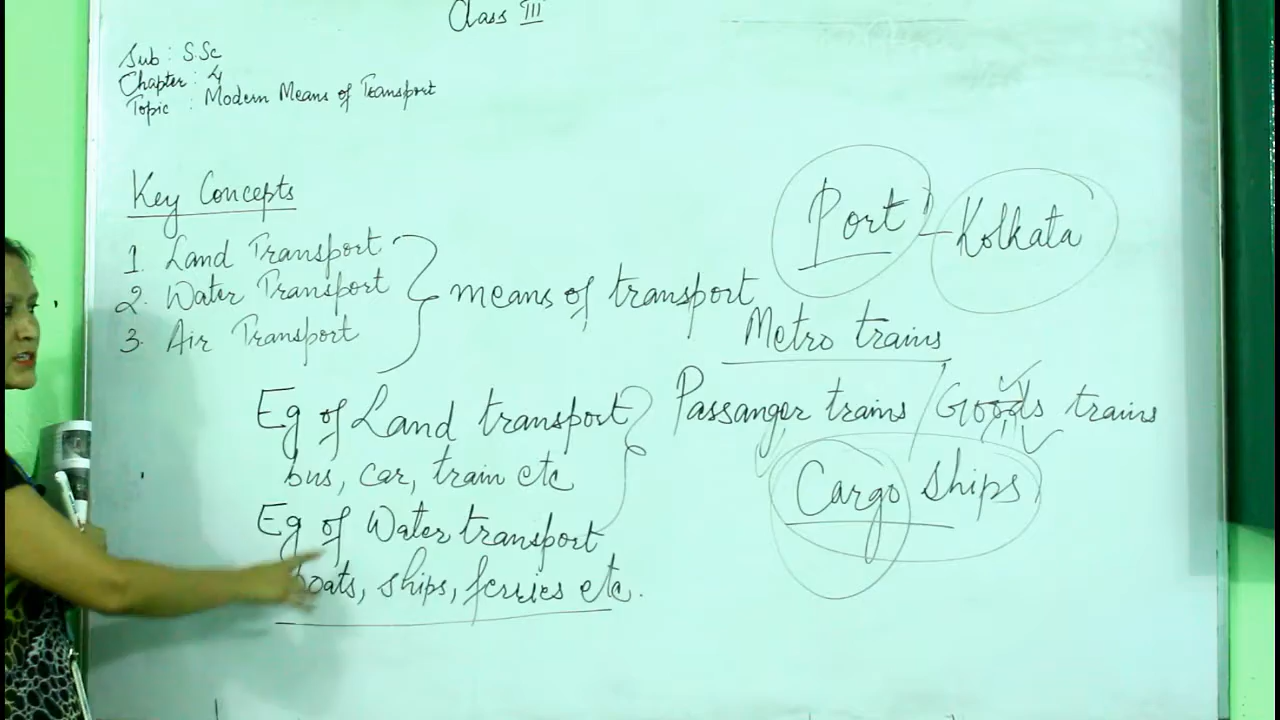 Class III
Sub : S.Sc
Chapter : 4
Topic : Modern Means of Transport
Key Concepts
1. Land Transport
2. Water Transport
3. Air Transport
means of transport
Eg of Land transport
bus, car, train etc
Eg of Water transport
boats, ships, ferries etc.
Port - Kolkata
Metro trains
Passanger trains / Goods trains
Cargo ships